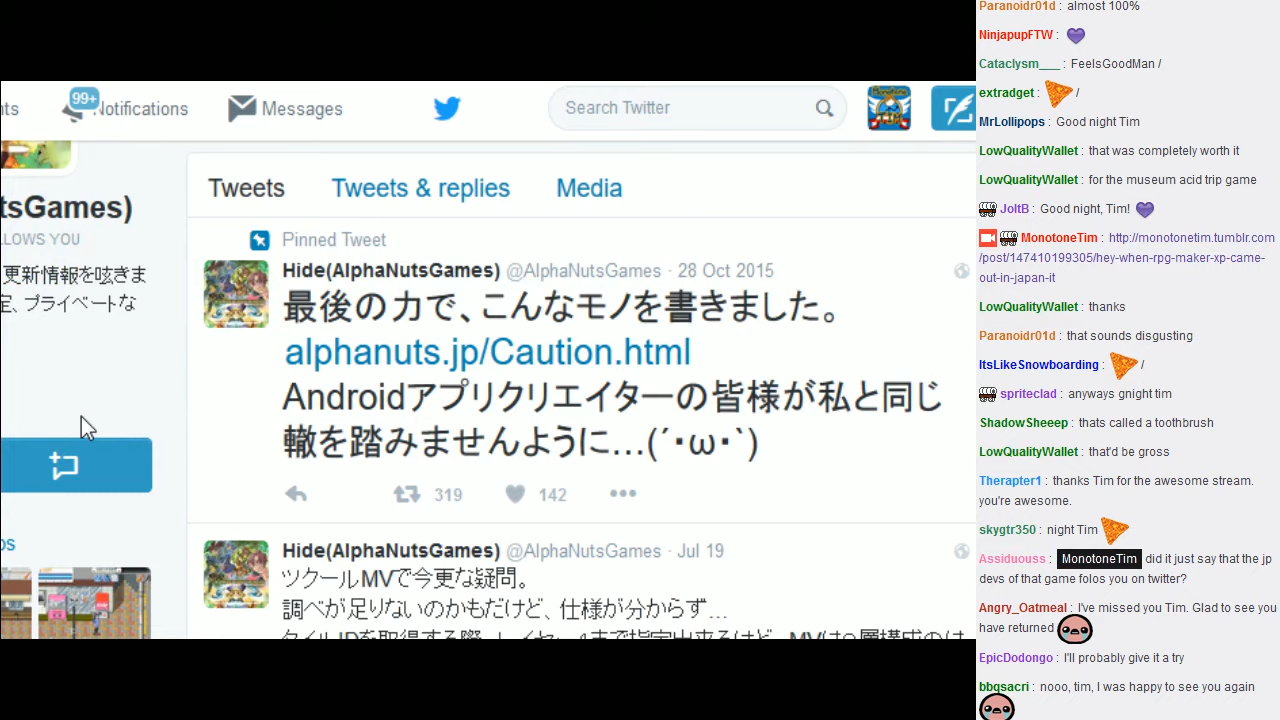 nts
99+
Notifications
Messages
Search Twitter
tsGames)
LLOWS YOU
更新情報を呟きま
定、プライベートな
Tweets
Tweets & replies
Media
Pinned Tweet
Hide(AlphaNutsGames) @AlphaNutsGames · 28 Oct 2015
最後の力で、こんなモノを書きました。
alphanuts.jp/Caution.html
Androidアプリクリエイターの皆様が私と同じ
轍を踏みませんように…(´・ω・`)
319
142
Hide(AlphaNutsGames) @AlphaNutsGames · Jul 19
ツクールMVで今更な疑問。
調べが足りないのかもだけど、仕様が分からず…
Paranoidr01d : almost 100%
NinjapupFTW :
Cataclysm___ : FeelsGoodMan /
extradget : /
MrLollipops : Good night Tim
LowQualityWallet : that was completely worth it
LowQualityWallet : for the museum acid trip game
JoltB : Good night, Tim!
MonotoneTim : http://monotonetim.tumblr.com
/post/147410199305/hey-when-rpg-maker-xp-came-
out-in-japan-it
LowQualityWallet : thanks
Paranoidr01d : that sounds disgusting
ItsLikeSnowboarding : /
spriteclad : anyways gnight tim
ShadowSheeep : thats called a toothbrush
LowQualityWallet : that'd be gross
Therapter1 : thanks Tim for the awesome stream.
you're awesome.
skygtr350 : night Tim
Assiduouss : MonotoneTim did it just say that the jp
devs of that game folos you on twitter?
Angry_Oatmeal : I've missed you Tim. Glad to see you
have returned
EpicDodongo : I'll probably give it a try
bbqsacri : nooo, tim, I was happy to see you again